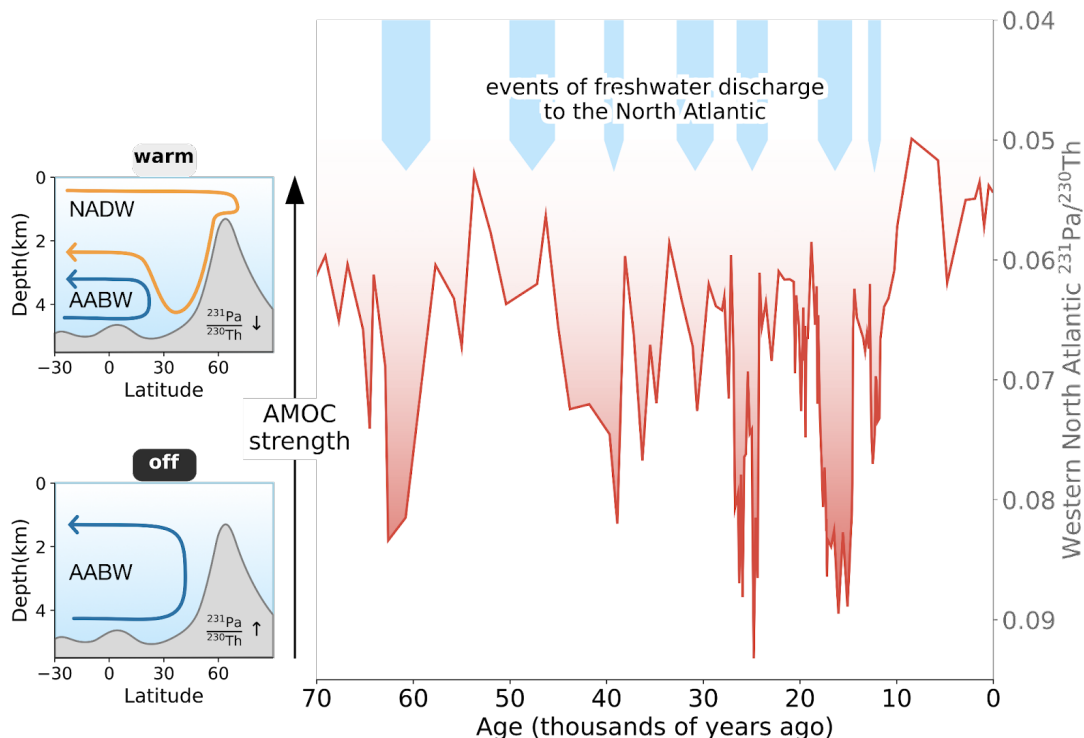 warm
0
2
4
Depth(km)
NADW
AABW
231Pa
230Th ↓
−30 0 30 60
Latitude
off
0
2
4
Depth(km)
AABW
231Pa
230Th ↑
−30 0 30 60
Latitude
AMOC
strength
events of freshwater discharge
to the North Atlantic
70 60 50 40 30 20 10 0
Age (thousands of years ago)
0.04
0.05
0.06
0.07
0.08
0.09
Western North Atlantic ²³¹Pa/²³⁰Th